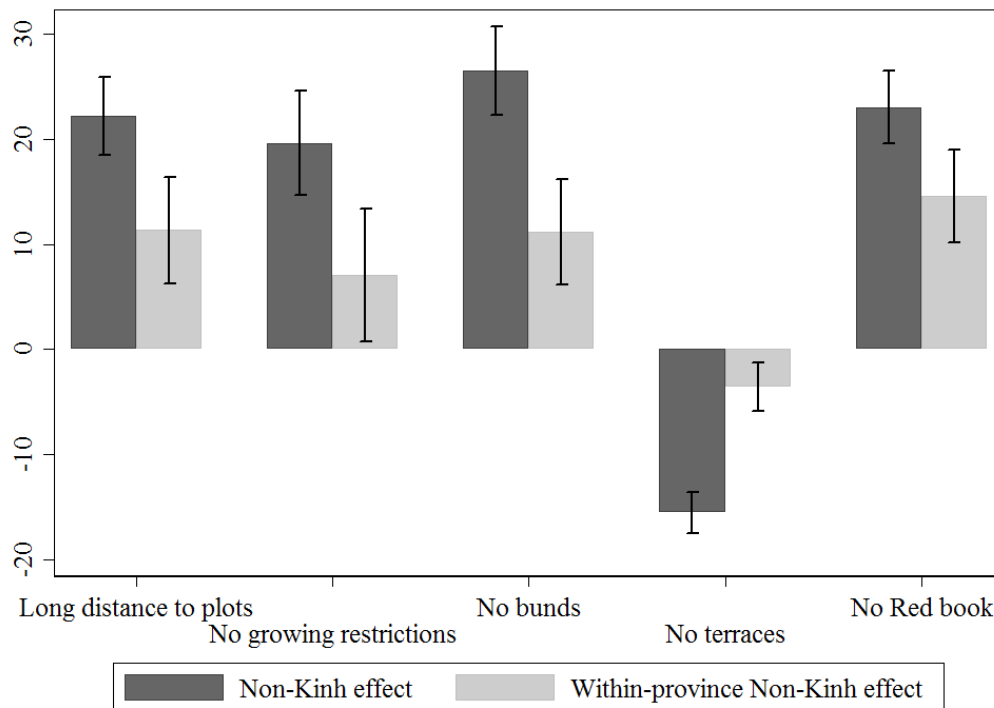 30
20
10
0
-10
-20
Long distance to plots
No growing restrictions
No bunds
No terraces
No Red book
Non-Kinh effect
Within-province Non-Kinh effect